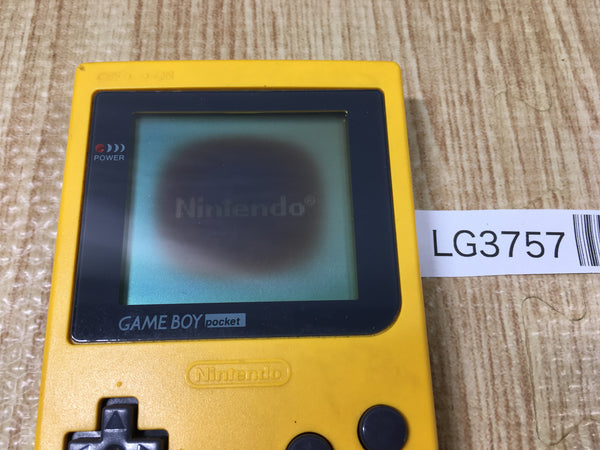 POWER
Nintendo®
LG3757
GAME BOY pocket
Nintendo